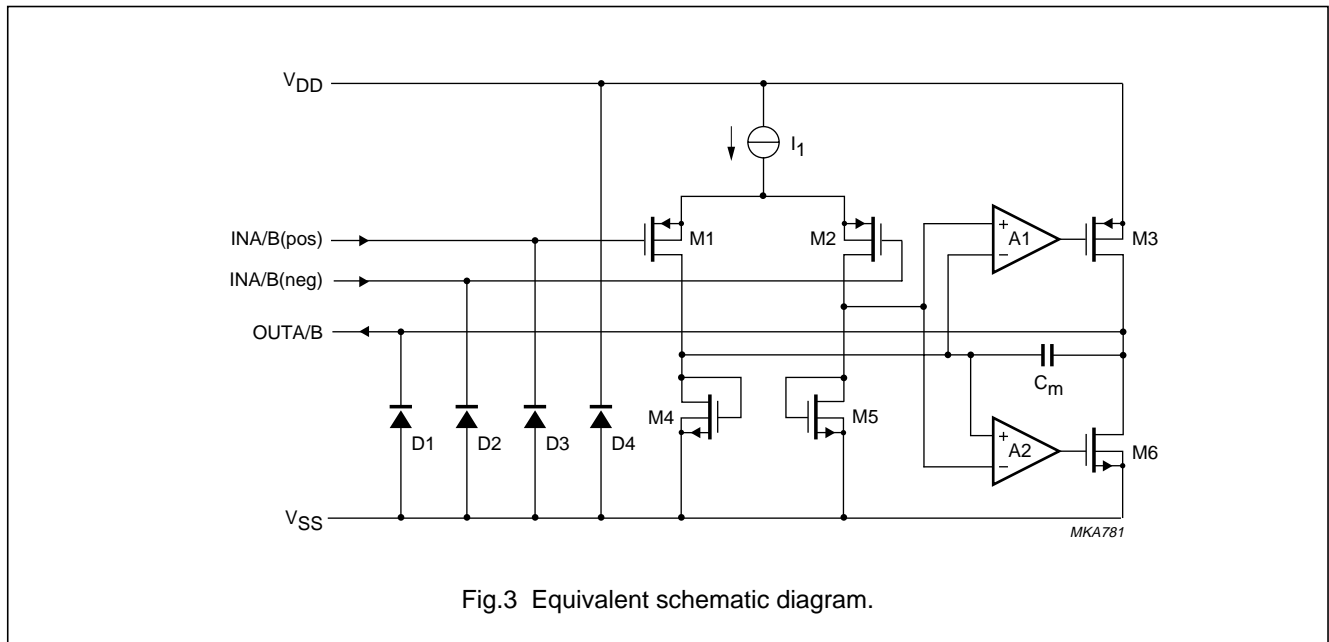 VDD
I1
INA/B(pos)
M1
M2
+
A1
−
M3
INA/B(neg)
OUTA/B
Cm
M4
M5
+
A2
−
M6
D1
D2
D3
D4
VSS
MKA781
Fig.3 Equivalent schematic diagram.